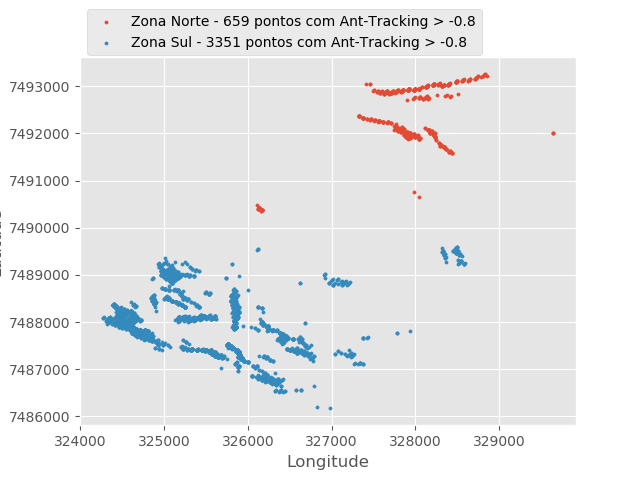 Zona Norte - 659 pontos com Ant-Tracking > -0.8
Zona Sul - 3351 pontos com Ant-Tracking > -0.8
7493000
7492000
7491000
7490000
7489000
7488000
7487000
7486000
324000 325000 326000 327000 328000 329000
Longitude